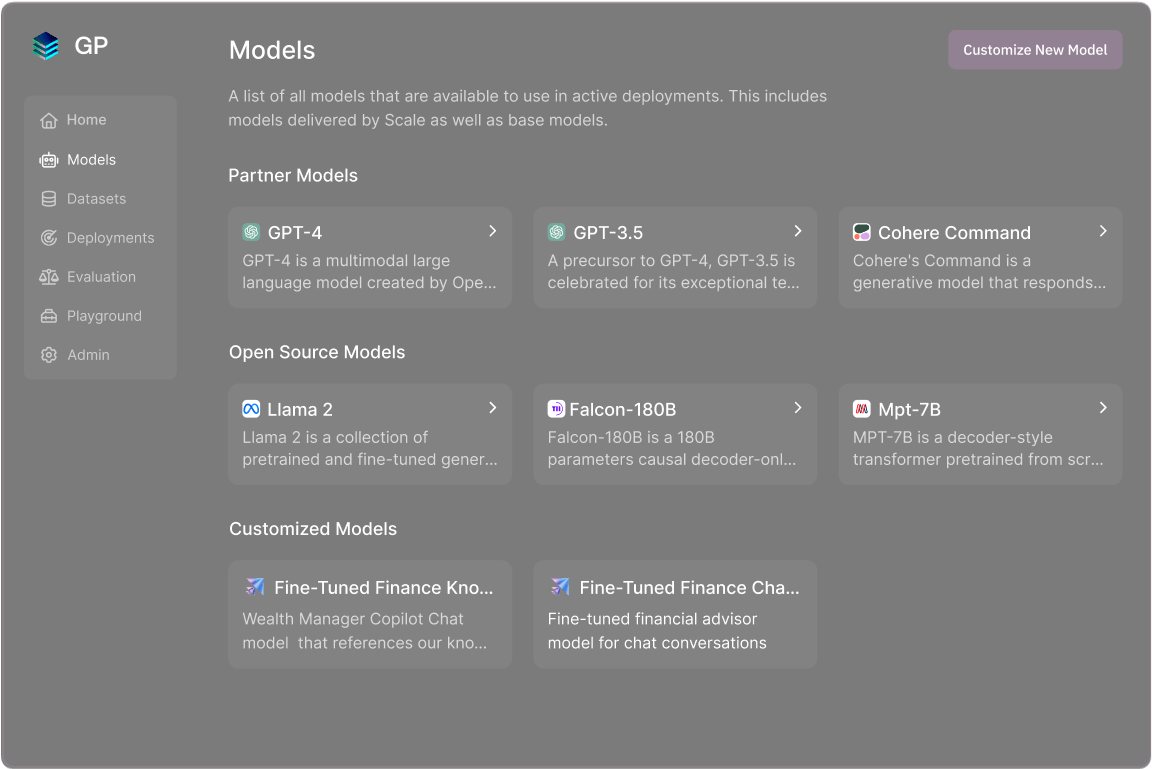 GP
Models
Customize New Model
A list of all models that are available to use in active deployments. This includes
models delivered by Scale as well as base models.
Home
Models
Datasets
Deployments
Evaluation
Playground
Admin
Partner Models
GPT-4
GPT-4 is a multimodal large
language model created by Ope...
GPT-3.5
A precursor to GPT-4, GPT-3.5 is
celebrated for its exceptional te...
Cohere Command
Cohere's Command is a
generative model that responds...
Open Source Models
Llama 2
Llama 2 is a collection of
pretrained and fine-tuned gener...
TII
Falcon-180B
Falcon-180B is a 180B
parameters causal decoder-onl...
Mpt-7B
MPT-7B is a decoder-style
transformer pretrained from scr...
Customized Models
Fine-Tuned Finance Kno...
Wealth Manager Copilot Chat
model that references our kno...
Fine-Tuned Finance Cha...
Fine-tuned financial advisor
model for chat conversations